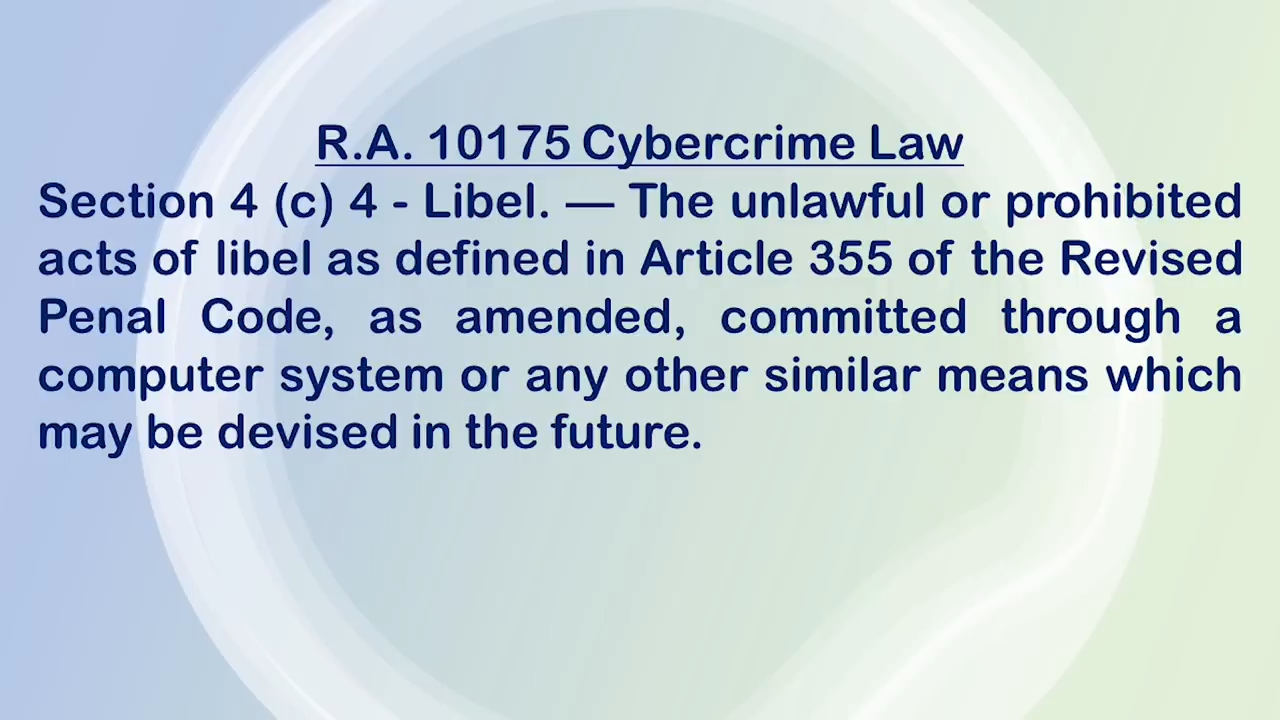 R.A. 10175 Cybercrime Law
Section 4 (c) 4 - Libel. — The unlawful or prohibited
acts of libel as defined in Article 355 of the Revised
Penal Code, as amended, committed through a
computer system or any other similar means which
may be devised in the future.